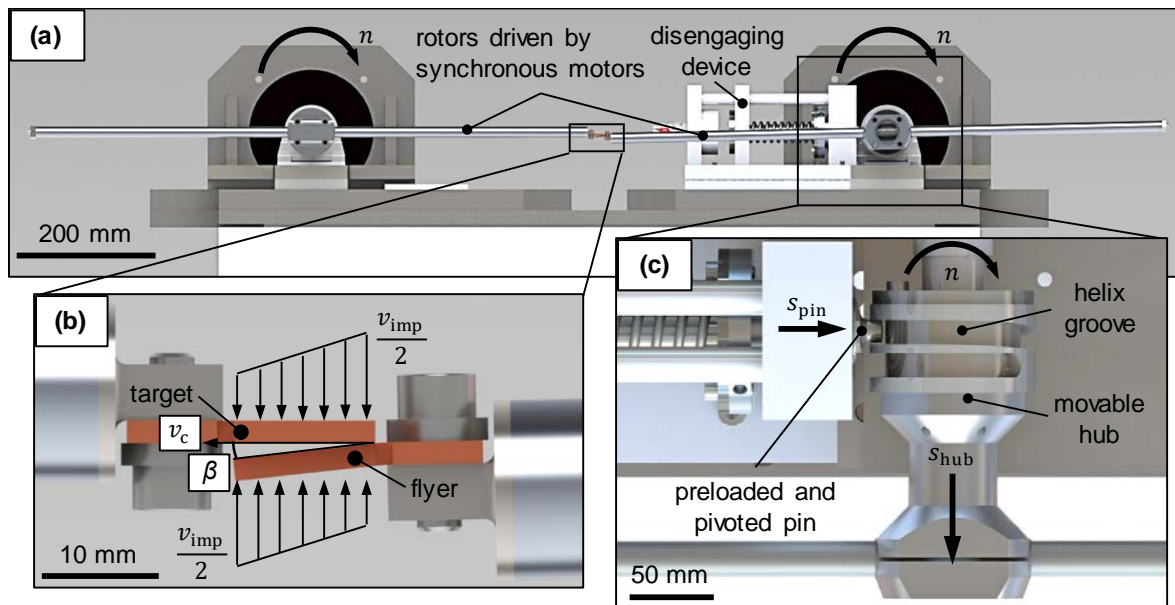 (a)
n
rotors driven by
synchronous motors
disengaging
device
n
200 mm
(b)
v_imp
2
target
v_c
β
flyer
v_imp
2
10 mm
(c)
n
s_pin
helix
groove
movable
hub
s_hub
preloaded and
pivoted pin
50 mm